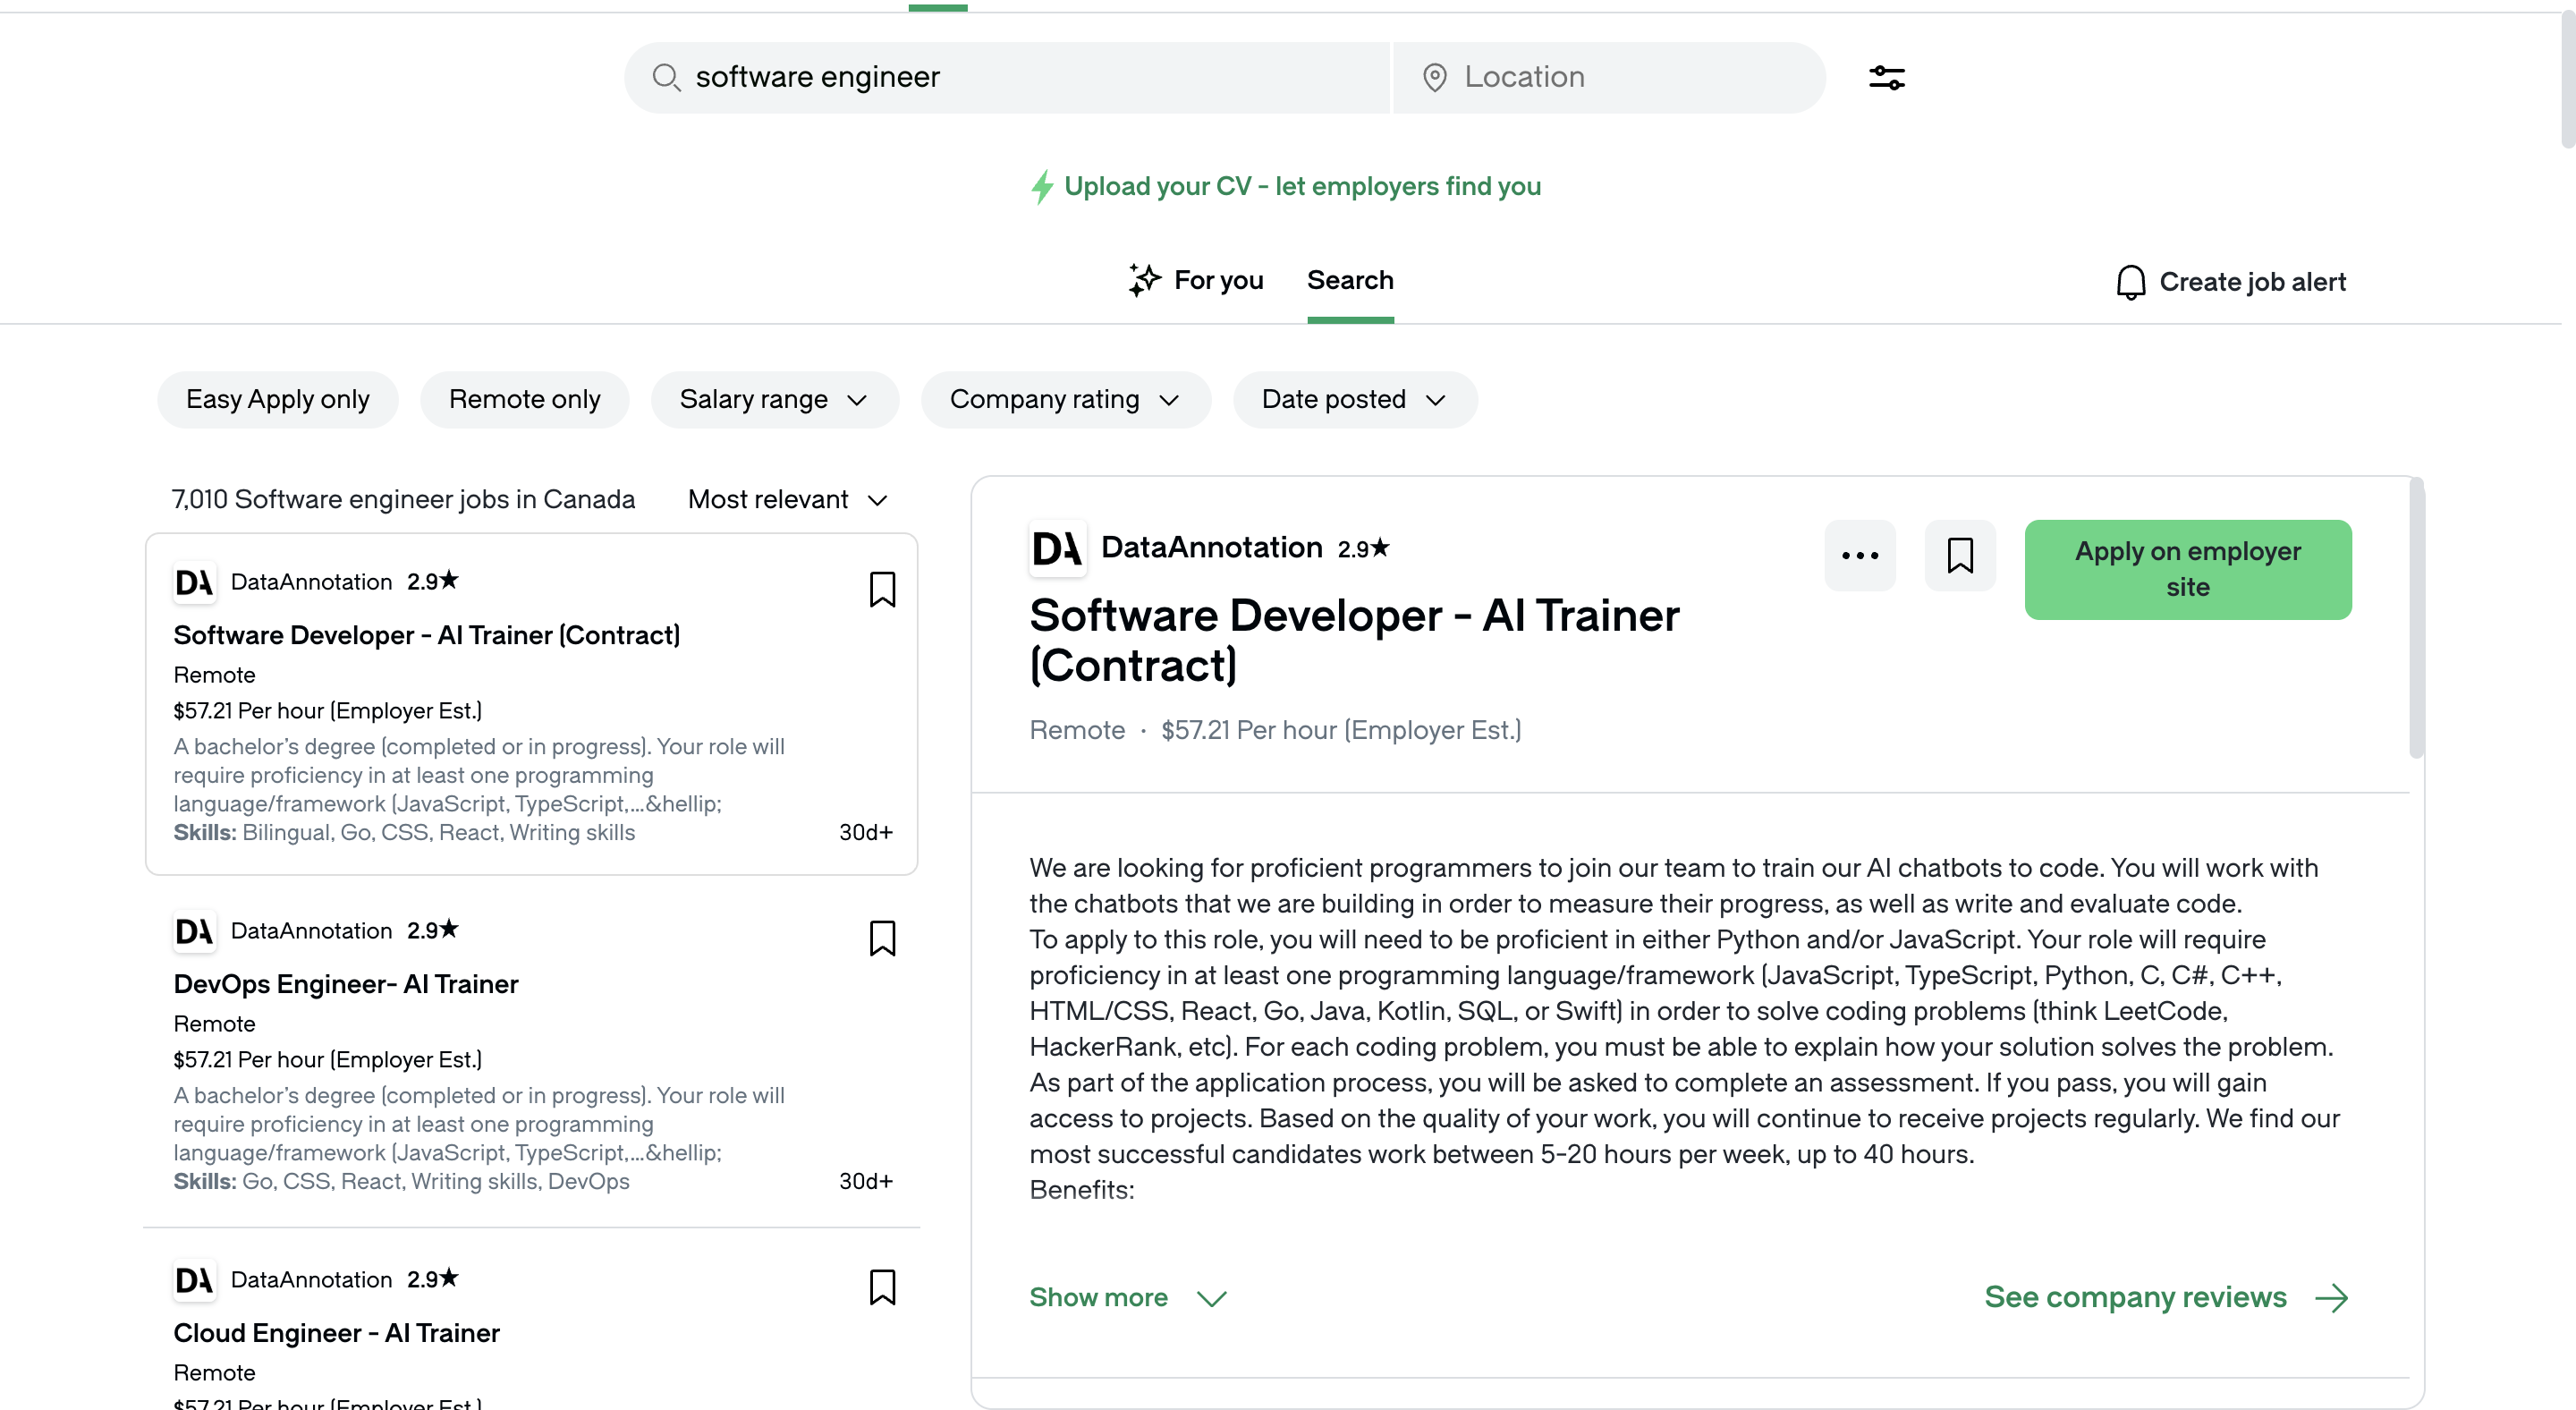 software engineer
Location
Upload your CV - let employers find you
For you
Search
Create job alert
Easy Apply only
Remote only
Salary range
Company rating
Date posted
7,010 Software engineer jobs in Canada
Most relevant
DA
DataAnnotation 2.9★
Software Developer - AI Trainer (Contract)
Remote
$57.21 Per hour (Employer Est.)
A bachelor’s degree (completed or in progress). Your role will
require proficiency in at least one programming
language/framework (JavaScript, TypeScript,...&hellip;
Skills: Bilingual, Go, CSS, React, Writing skills
30d+
DA
DataAnnotation 2.9★
DevOps Engineer- AI Trainer
Remote
$57.21 Per hour (Employer Est.)
A bachelor’s degree (completed or in progress). Your role will
require proficiency in at least one programming
language/framework (JavaScript, TypeScript,...&hellip;
Skills: Go, CSS, React, Writing skills, DevOps
30d+
DA
DataAnnotation 2.9★
Cloud Engineer - AI Trainer
Remote
$57.21 Per hour (Employer Est.)
DA
DataAnnotation 2.9★
Apply on employer
site
Software Developer - AI Trainer
(Contract)
Remote · $57.21 Per hour (Employer Est.)
We are looking for proficient programmers to join our team to train our AI chatbots to code. You will work with
the chatbots that we are building in order to measure their progress, as well as write and evaluate code.
To apply to this role, you will need to be proficient in either Python and/or JavaScript. Your role will require
proficiency in at least one programming language/framework (JavaScript, TypeScript, Python, C, C#, C++,
HTML/CSS, React, Go, Java, Kotlin, SQL, or Swift) in order to solve coding problems (think LeetCode,
HackerRank, etc). For each coding problem, you must be able to explain how your solution solves the problem.
As part of the application process, you will be asked to complete an assessment. If you pass, you will gain
access to projects. Based on the quality of your work, you will continue to receive projects regularly. We find our
most successful candidates work between 5-20 hours per week, up to 40 hours.
Benefits:
Show more
See company reviews